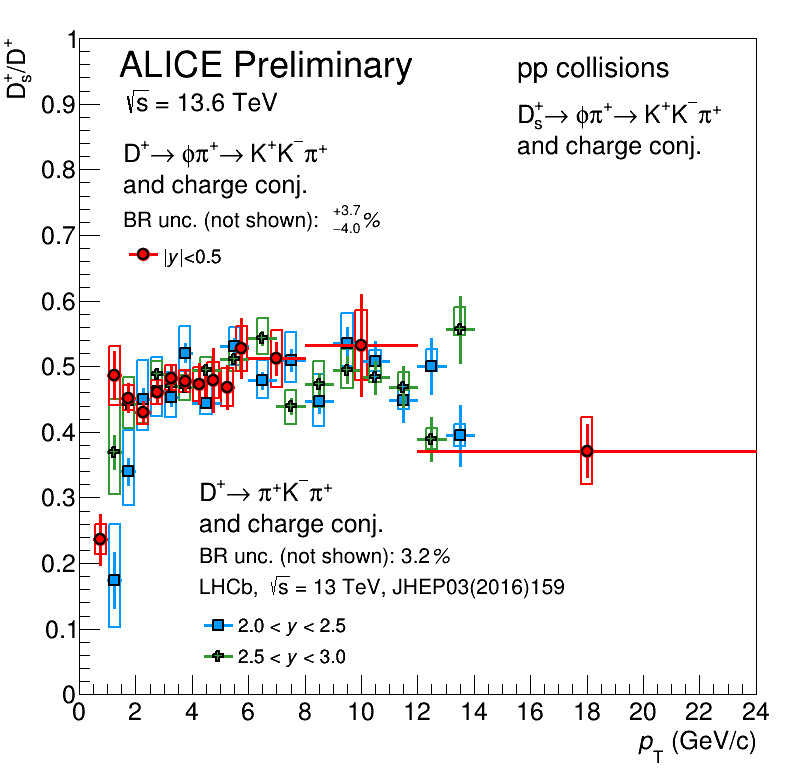 ALICE Preliminary
√s = 13.6 TeV
D⁺→ ϕπ⁺→ K⁺K⁻π⁺
and charge conj.
BR unc. (not shown): +3.7 −4.0 %
|y|<0.5
pp collisions
Dₛ⁺→ ϕπ⁺→ K⁺K⁻π⁺
and charge conj.
D⁺→ π⁺K⁻π⁺
and charge conj.
BR unc. (not shown): 3.2%
LHCb, √s = 13 TeV, JHEP03(2016)159
2.0 < y < 2.5
2.5 < y < 3.0
Dₛ⁺/D⁺
1
0.9
0.8
0.7
0.6
0.5
0.4
0.3
0.2
0.1
0
0 2 4 6 8 10 12 14 16 18 20 22 24
p_T (GeV/c)